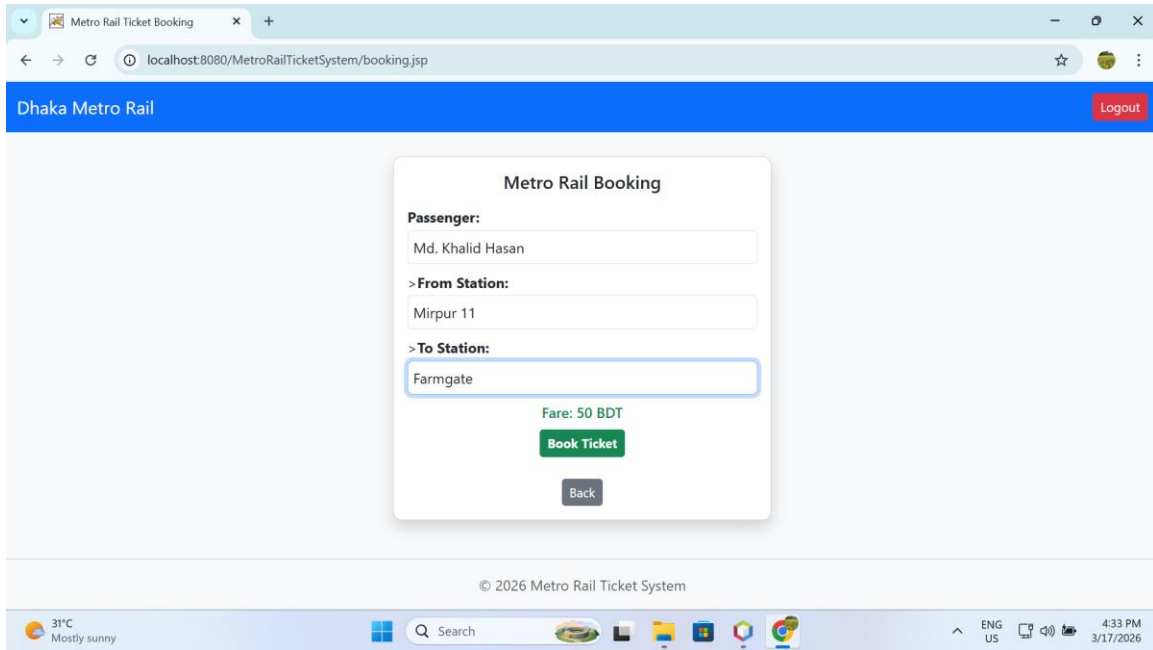 Metro Rail Ticket Booking
localhost:8080/MetroRailTicketSystem/booking.jsp
Dhaka Metro Rail
Logout
Metro Rail Booking
Passenger:
Md. Khalid Hasan
>From Station:
Mirpur 11
>To Station:
Farmgate
Fare: 50 BDT
Book Ticket
Back
© 2026 Metro Rail Ticket System
31°C
Mostly sunny
Search
ENG
US
4:33 PM
3/17/2026